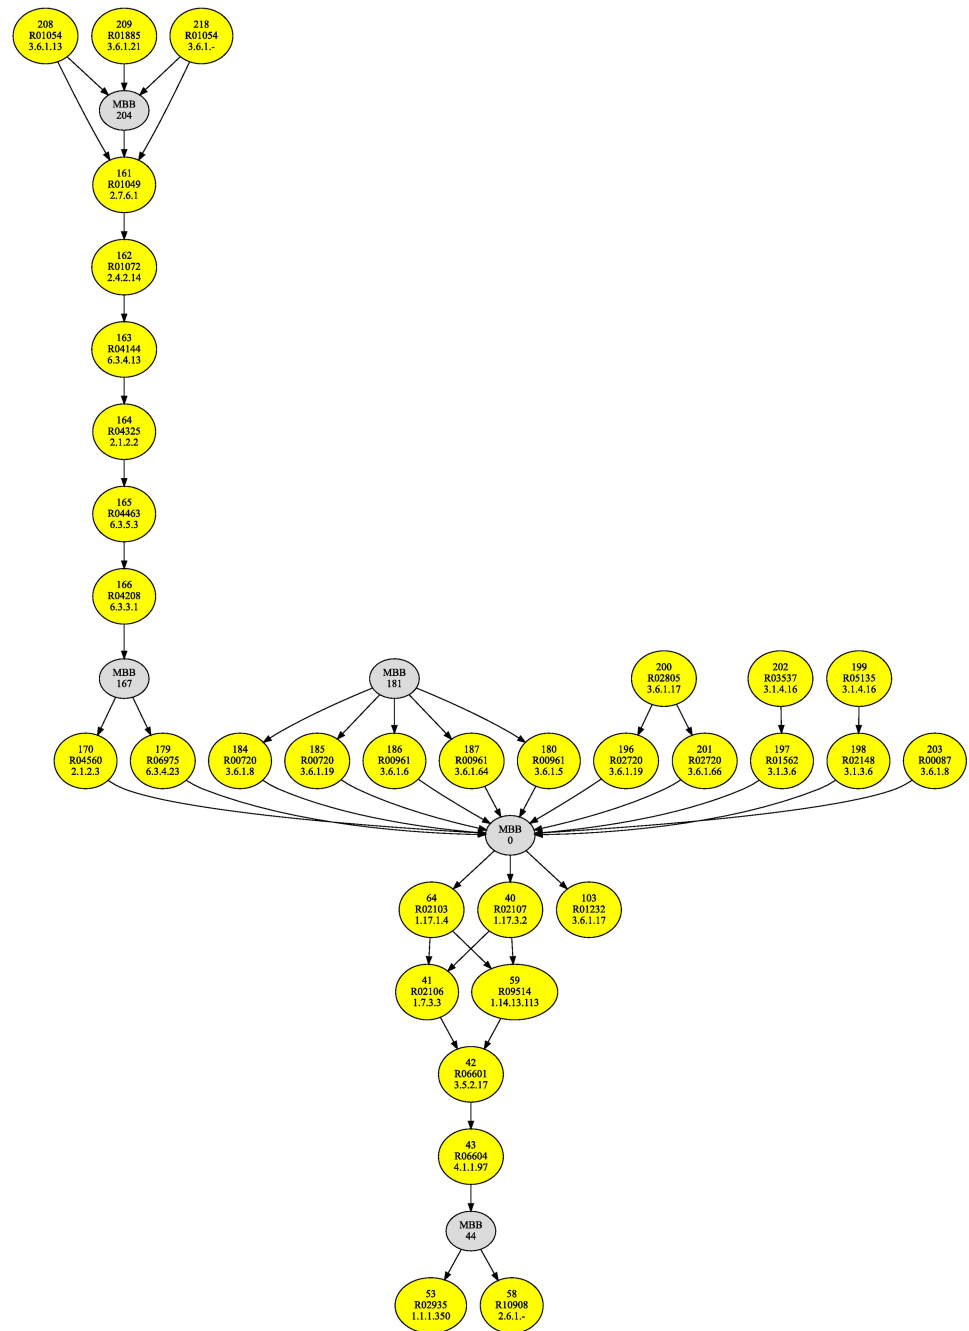 208
R01054
3.6.1.13
209
R01885
3.6.1.21
218
R01054
3.6.1.-
MBB
204
161
R01049
2.7.6.1
162
R01072
2.4.2.14
163
R04144
6.3.4.13
164
R04325
2.1.2.2
165
R04463
6.3.5.3
166
R04208
6.3.3.1
MBB
167
MBB
181
200
R02805
3.6.1.17
202
R03537
3.1.4.16
199
R05135
3.1.4.16
170
R04560
2.1.2.3
179
R06975
6.3.4.23
184
R00720
3.6.1.8
185
R00720
3.6.1.19
186
R00961
3.6.1.6
187
R00961
3.6.1.64
180
R00961
3.6.1.5
196
R02720
3.6.1.19
201
R02720
3.6.1.66
197
R01562
3.1.3.6
198
R02148
3.1.3.6
203
R00087
3.6.1.8
MBB
0
64
R02103
1.17.1.4
40
R02107
1.17.3.2
103
R01232
3.6.1.17
41
R02106
1.7.3.3
59
R09514
1.14.13.113
42
R06601
3.5.2.17
43
R06604
4.1.1.97
MBB
44
53
R02935
1.1.1.350
58
R10908
2.6.1.-